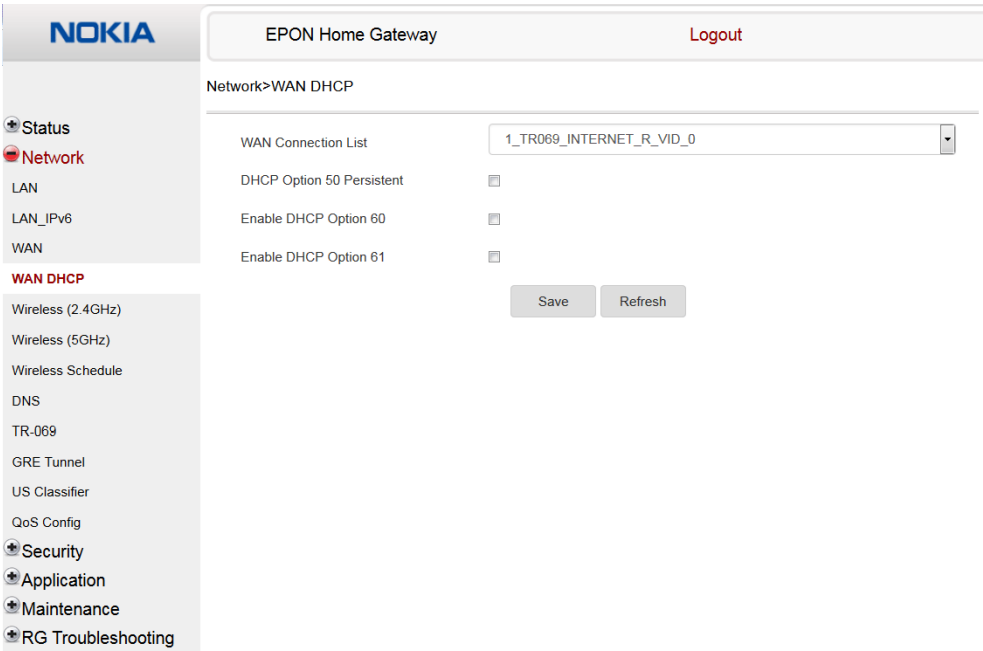 NOKIA
EPON Home Gateway
Logout
Network>WAN DHCP
Status
Network
LAN
LAN_IPv6
WAN
WAN DHCP
Wireless (2.4GHz)
Wireless (5GHz)
Wireless Schedule
DNS
TR-069
GRE Tunnel
US Classifier
QoS Config
Security
Application
Maintenance
RG Troubleshooting
WAN Connection List
1_TR069_INTERNET_R_VID_0
DHCP Option 50 Persistent
Enable DHCP Option 60
Enable DHCP Option 61
Save
Refresh